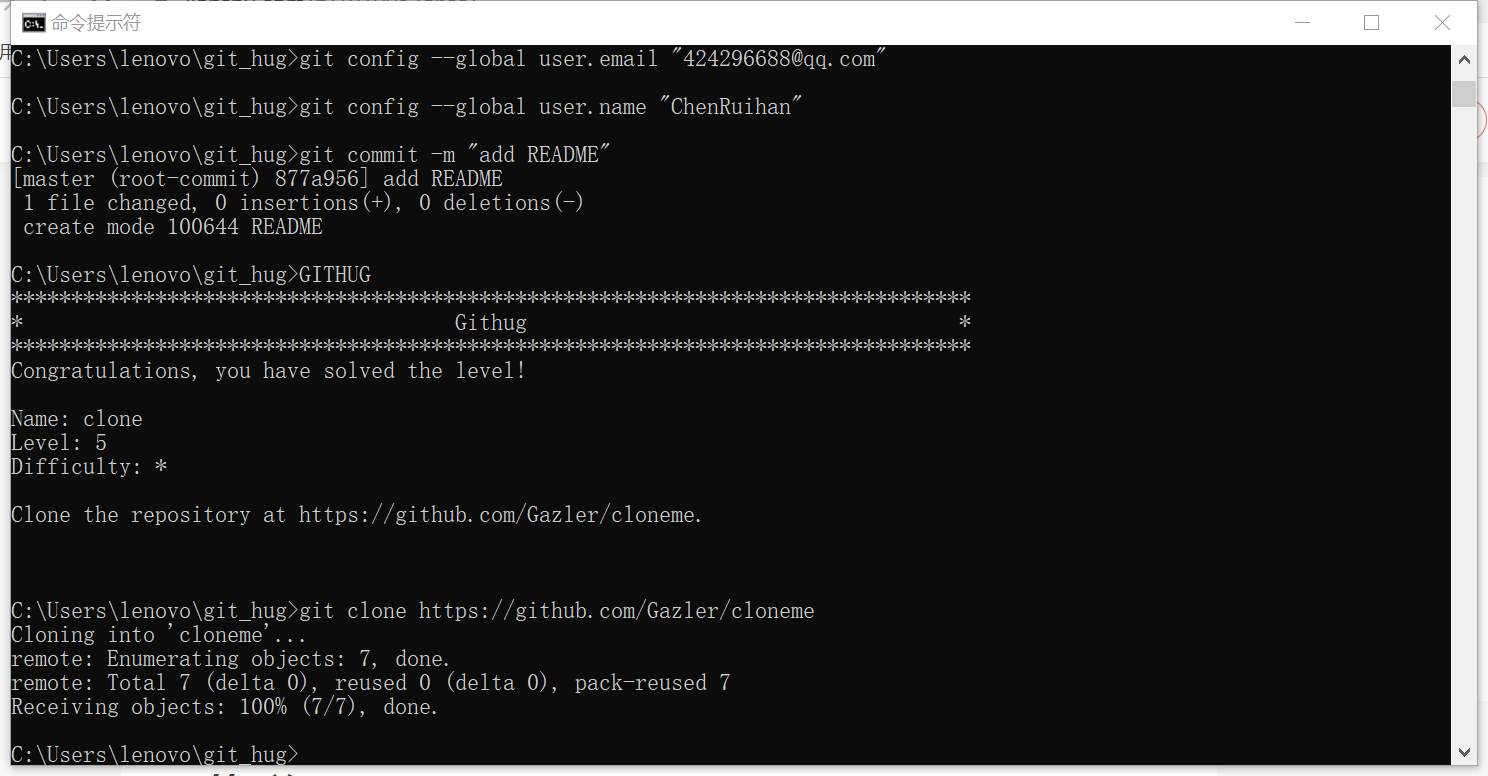 命令提示符
C:\Users\lenovo\git_hug>git config --global user.email "424296688@qq.com"
C:\Users\lenovo\git_hug>git config --global user.name "ChenRuihan"
C:\Users\lenovo\git_hug>git commit -m "add README"
[master (root-commit) 877a956] add README
 1 file changed, 0 insertions(+), 0 deletions(-)
 create mode 100644 README
C:\Users\lenovo\git_hug>GITHUG
********************************************************************************
*                                    Githug                                    *
********************************************************************************
Congratulations, you have solved the level!
Name: clone
Level: 5
Difficulty: *
Clone the repository at https://github.com/Gazler/cloneme.
C:\Users\lenovo\git_hug>git clone https://github.com/Gazler/cloneme
Cloning into 'cloneme'...
remote: Enumerating objects: 7, done.
remote: Total 7 (delta 0), reused 0 (delta 0), pack-reused 7
Receiving objects: 100% (7/7), done.
C:\Users\lenovo\git_hug>